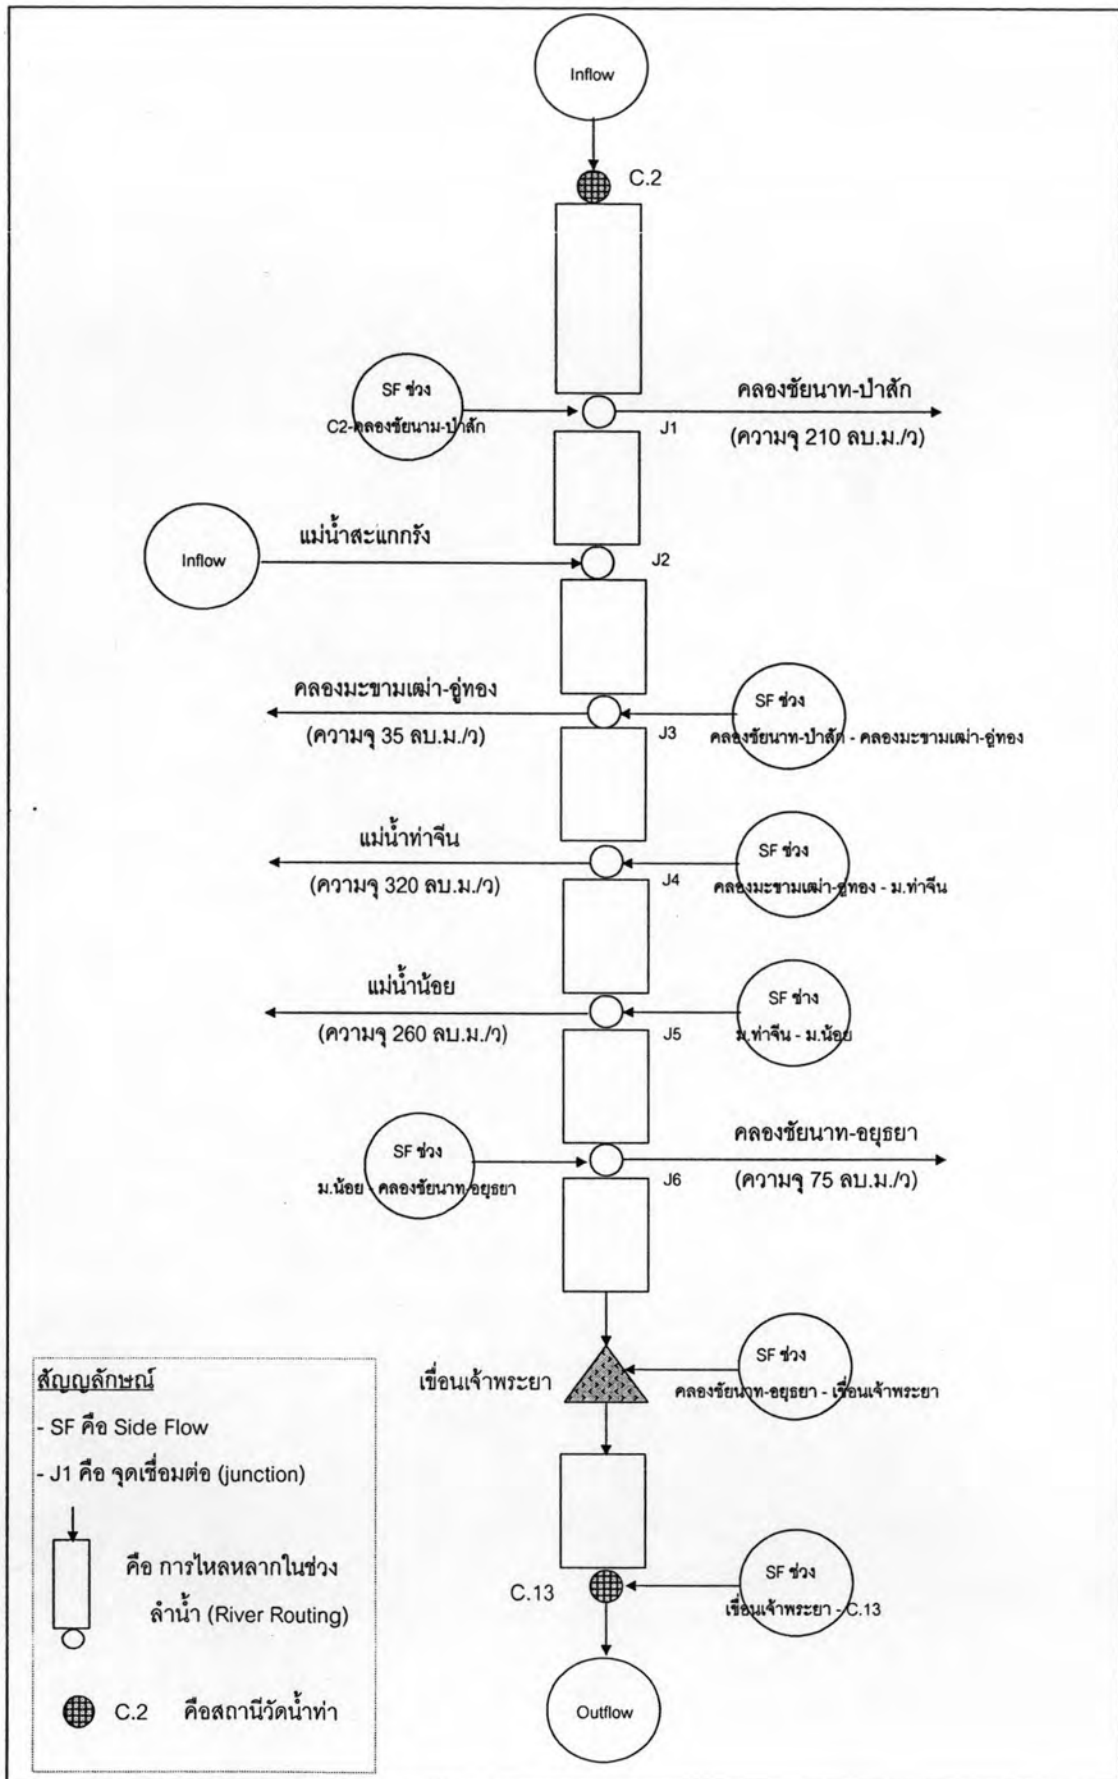 Inflow
C.2
SF ช่วง
C2-คลองชัยนาม-ป่าสัก
คลองชัยนาท-ป่าสัก
J1
(ความจุ 210 ลบ.ม./ว)
แม่น้ำสะแกกรัง
Inflow
J2
คลองมะขามเฒ่า-อู่ทอง
(ความจุ 35 ลบ.ม./ว)
J3
SF ช่วง
คลองชัยนาท-ป่าสัก - คลองมะขามเฒ่า-อู่ทอง
แม่น้ำท่าจีน
(ความจุ 320 ลบ.ม./ว)
J4
SF ช่วง
คลองมะขามเฒ่า-อู่ทอง - ม.ท่าจีน
แม่น้ำน้อย
(ความจุ 260 ลบ.ม./ว)
J5
SF ช่าง
ม.ท่าจีน - ม.น้อย
SF ช่วง
ม.น้อย - คลองชัยนาท-อยุธยา
คลองชัยนาท-อยุธยา
J6
(ความจุ 75 ลบ.ม./ว)
เขื่อนเจ้าพระยา
SF ช่วง
คลองชัยนาท-อยุธยา - เขื่อนเจ้าพระยา
C.13
SF ช่วง
เขื่อนเจ้าพระยา - C.13
Outflow
สัญญลักษณ์
- SF คือ Side Flow
- J1 คือ จุดเชื่อมต่อ (junction)
คือ การไหลหลากในช่วง
ลำน้ำ (River Routing)
C.2 คือสถานีวัดน้ำท่า